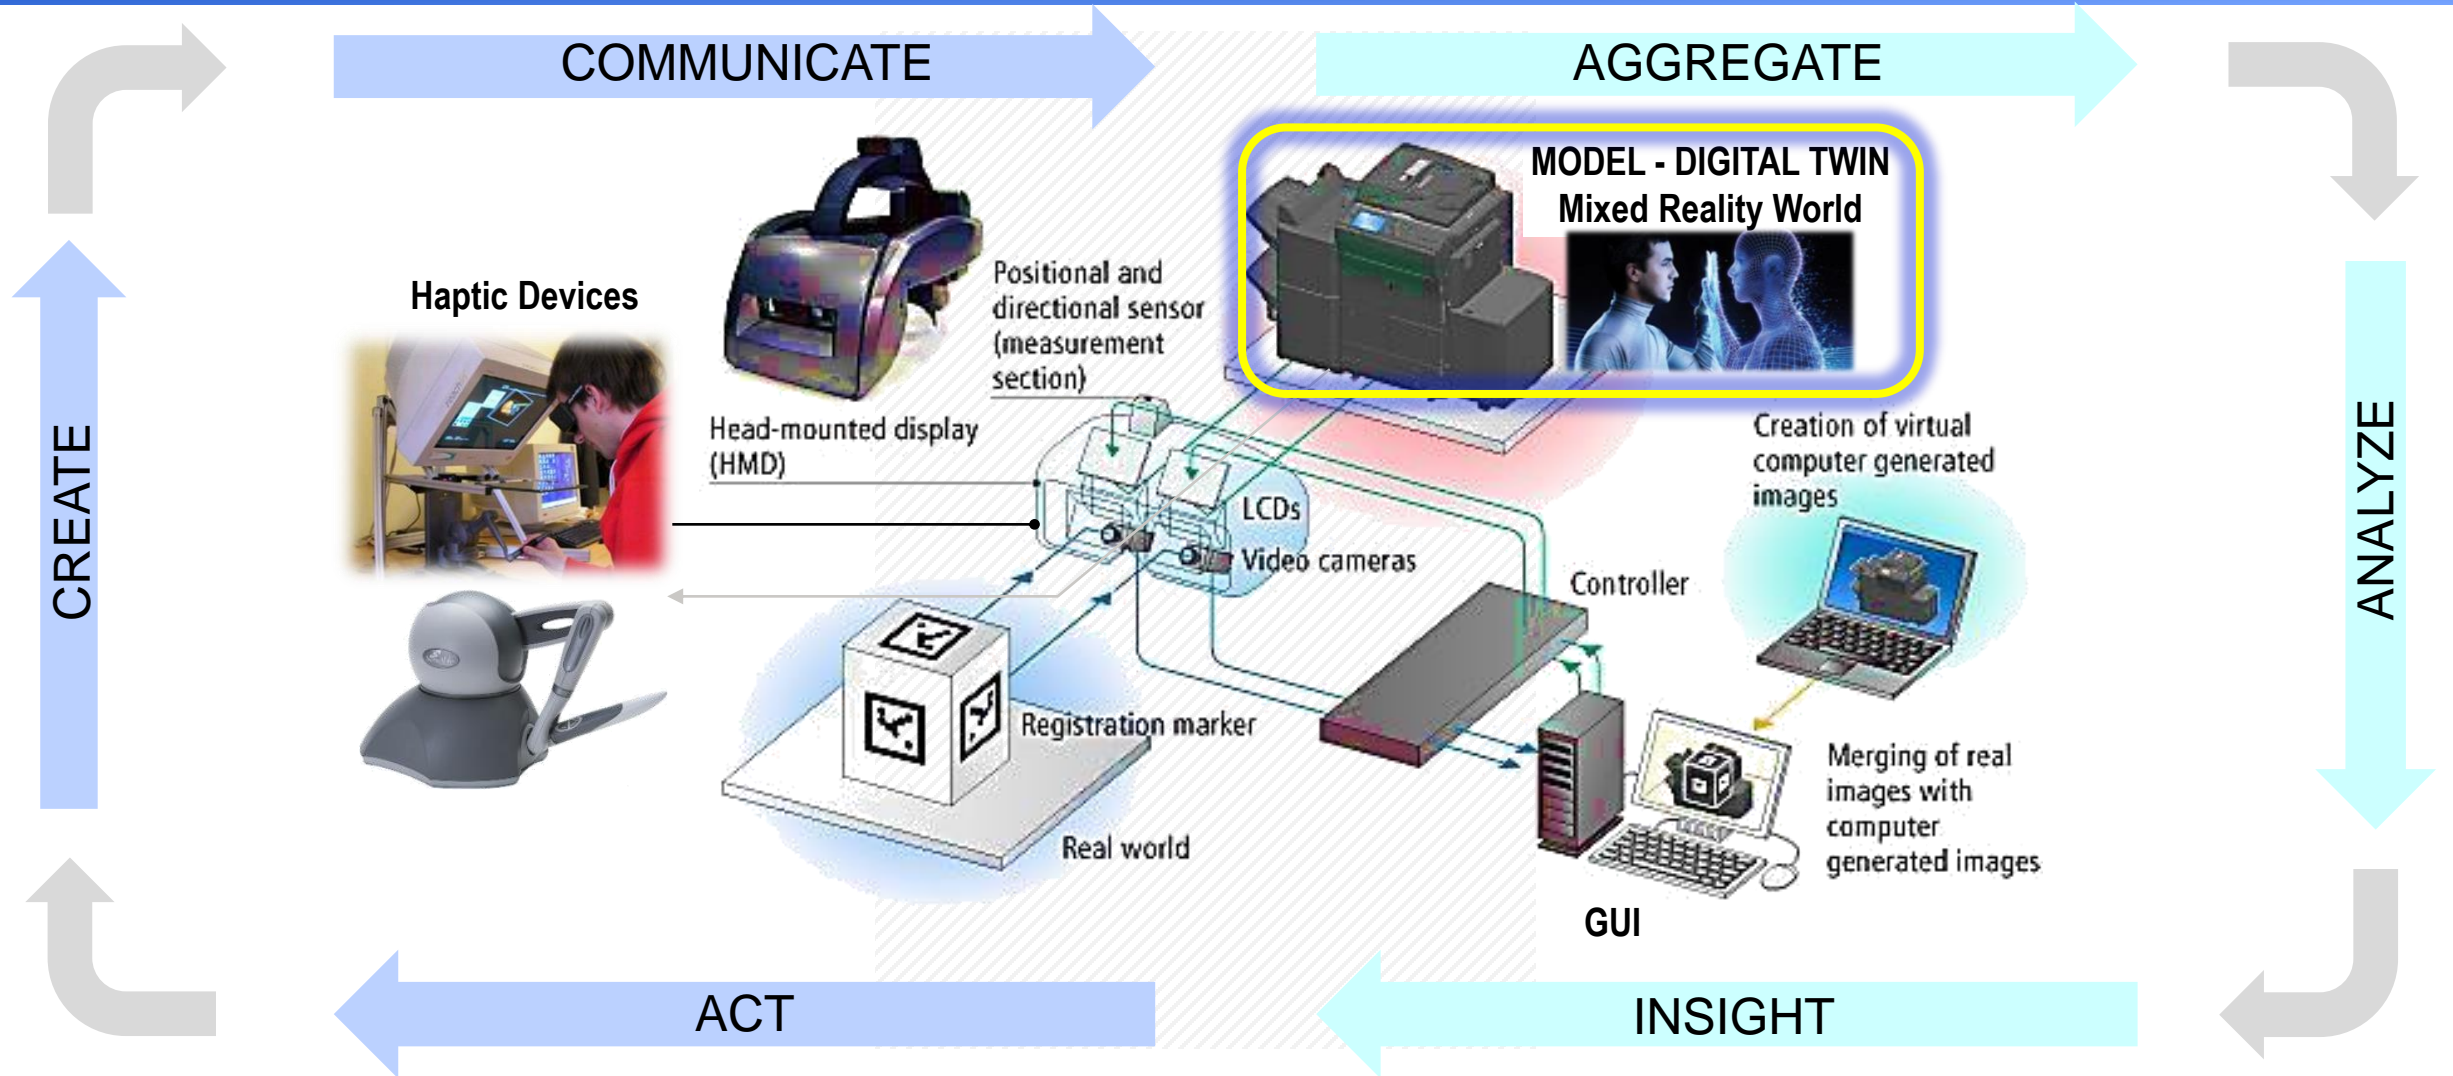 COMMUNICATE
AGGREGATE
MODEL - DIGITAL TWIN
Mixed Reality World
Haptic Devices
Positional and
directional sensor
(measurement
section)
Head-mounted display
(HMD)
LCDs
Video cameras
Creation of virtual
computer generated
images
Controller
CREATE
ANALYZE
Registration marker
Real world
Merging of real
images with
computer
generated images
GUI
ACT
INSIGHT